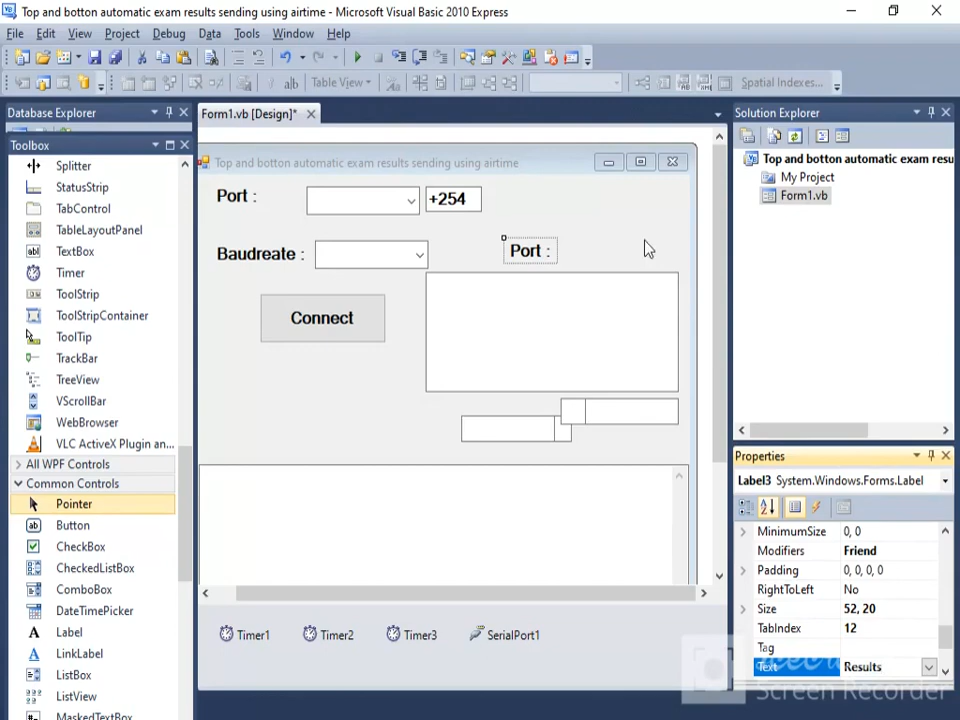 Top and botton automatic exam results sending using airtime - Microsoft Visual Basic 2010 Express
File Edit View Project Debug Data Tools Window Help
ab| Table View Spatial Indexes...
Database Explorer
Toolbox
Splitter
StatusStrip
TabControl
TableLayoutPanel
TextBox
Timer
ToolStrip
ToolStripContainer
ToolTip
TrackBar
TreeView
VScrollBar
WebBrowser
VLC ActiveX Plugin an...
All WPF Controls
Common Controls
Pointer
Button
CheckBox
CheckedListBox
ComboBox
DateTimePicker
Label
LinkLabel
ListBox
ListView
MaskedTextBox
Form1.vb [Design]*
Top and botton automatic exam results sending using airtime
Port :
+254
Baudreate :
Port :
Connect
Timer1 Timer2 Timer3 SerialPort1
Solution Explorer
Top and botton automatic exam resu
My Project
Form1.vb
Properties
Label3 System.Windows.Forms.Label
MinimumSize 0, 0
Modifiers Friend
Padding 0, 0, 0, 0
RightToLeft No
Size 52, 20
TabIndex 12
Tag
Text Results
Screen Recorder